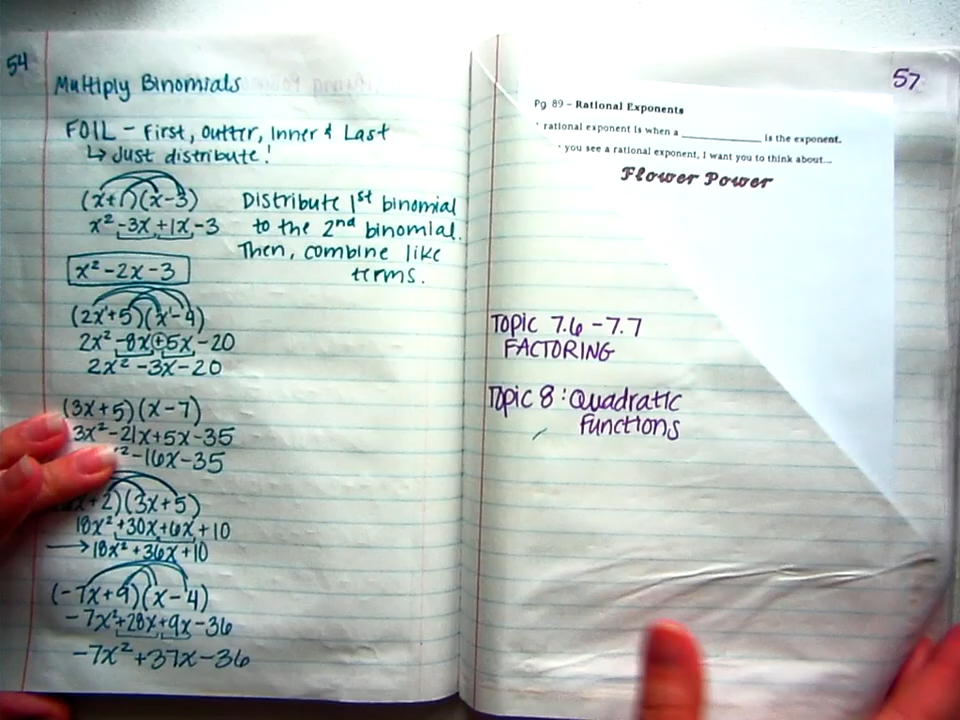 54
Multiply Binomials
FOIL - First, Outter, Inner & Last
↳ Just distribute!
(x+1)(x-3)
x² -3x +1x -3
x² -2x -3
Distribute 1st binomial
to the 2nd binomial.
Then, combine like
terms.
(2x+5)(x-4)
2x² -8x +5x -20
2x² -3x -20
(3x+5)(x-7)
3x² -21x +5x -35
² -16x -35
x+2)(3x+5)
18x² +30x +6x +10
→ 18x² +36x +10
(-7x+9)(x-4)
-7x² +28x +9x -36
-7x² +37x -36
57
Pg 89 – Rational Exponents
rational exponent is when a ____________ is the exponent.
you see a rational exponent, I want you to think about...
Flower Power
Topic 7.6 - 7.7
FACTORING
Topic 8: Quadratic
Functions